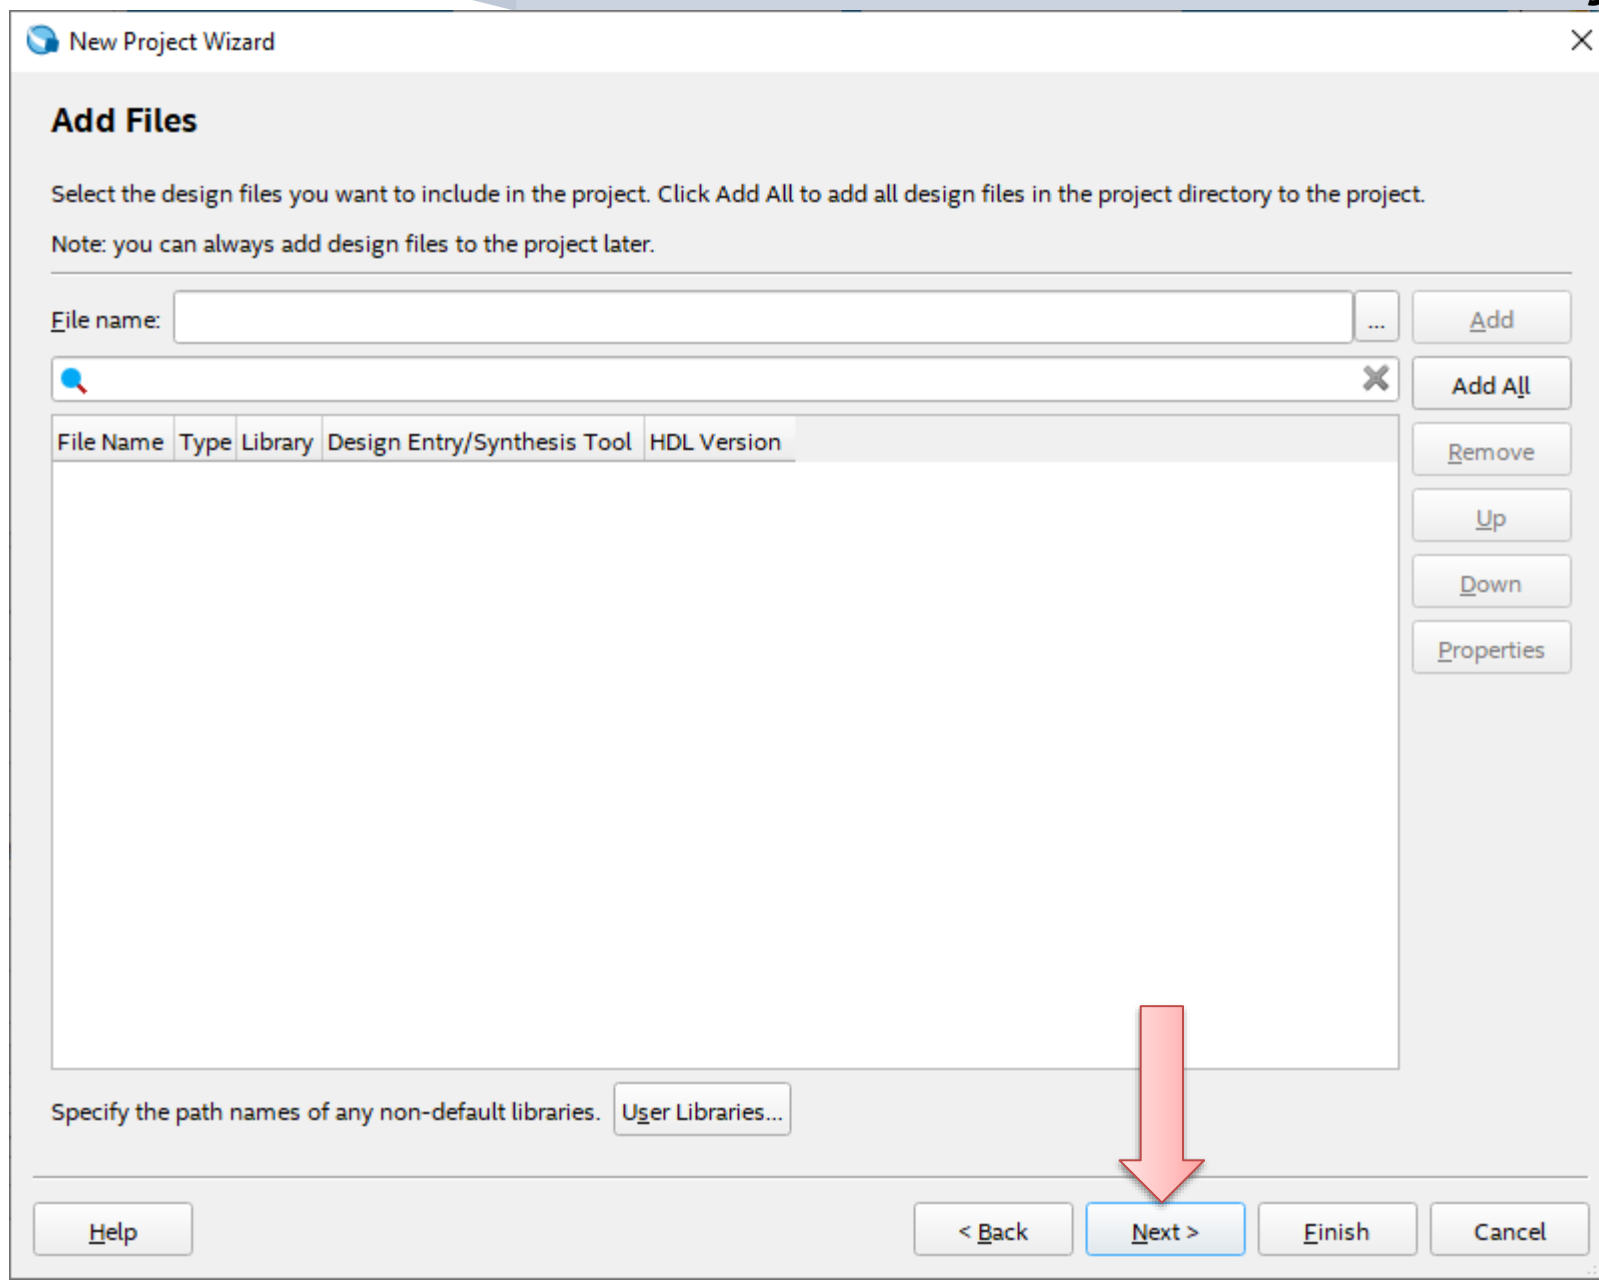 New Project Wizard
Add Files
Select the design files you want to include in the project. Click Add All to add all design files in the project directory to the project.
Note: you can always add design files to the project later.
File name:
...
Add
Add All
File Name Type Library Design Entry/Synthesis Tool HDL Version
Remove
Up
Down
Properties
Specify the path names of any non-default libraries. User Libraries...
Help < Back Next > Finish Cancel